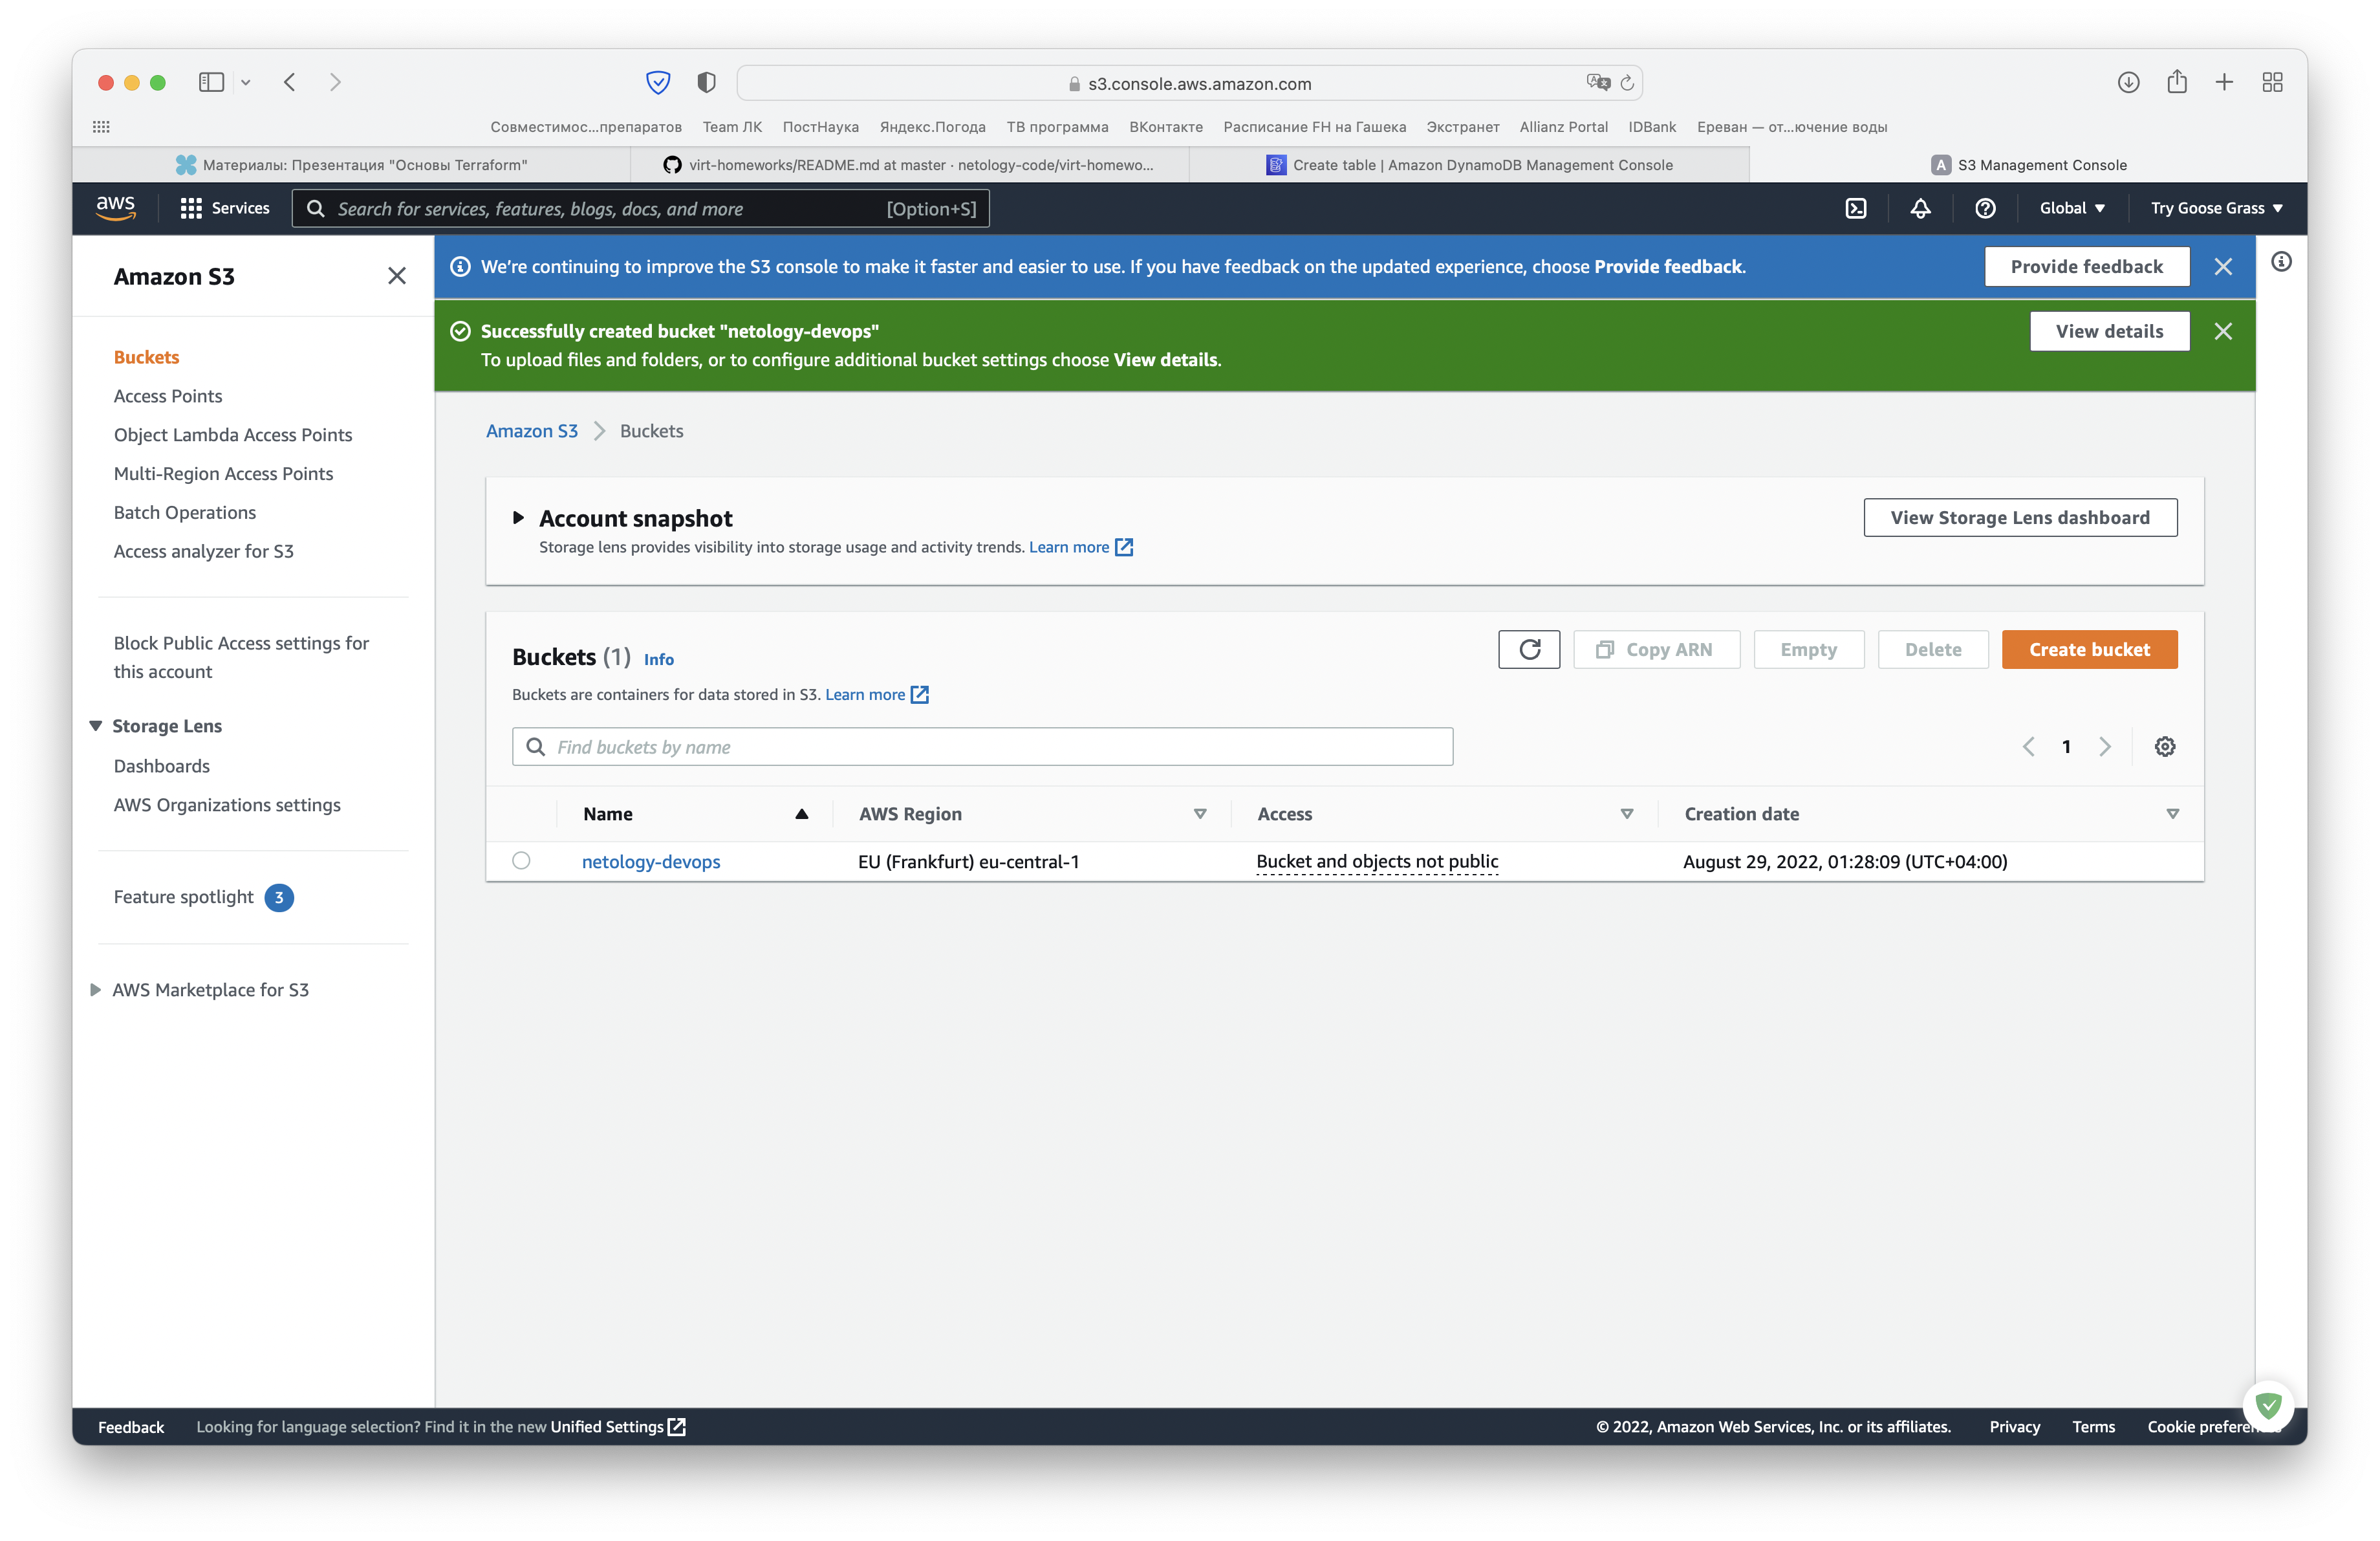 s3.console.aws.amazon.com
Совместимос...препаратов Team ЛК ПостНаука Яндекс.Погода ТВ программа ВКонтакте Расписание FH на Гашека Экстранет Allianz Portal IDBank Ереван — от...ючение воды
Материалы: Презентация "Основы Terraform" virt-homeworks/README.md at master · netology-code/virt-homewo... Create table | Amazon DynamoDB Management Console A S3 Management Console
aws Services Search for services, features, blogs, docs, and more [Option+S] Global Try Goose Grass
Amazon S3
Buckets
Access Points
Object Lambda Access Points
Multi-Region Access Points
Batch Operations
Access analyzer for S3
Block Public Access settings for
this account
Storage Lens
Dashboards
AWS Organizations settings
Feature spotlight 3
AWS Marketplace for S3
We're continuing to improve the S3 console to make it faster and easier to use. If you have feedback on the updated experience, choose Provide feedback. Provide feedback
Successfully created bucket "netology-devops" View details
To upload files and folders, or to configure additional bucket settings choose View details.
Amazon S3 Buckets
Account snapshot View Storage Lens dashboard
Storage lens provides visibility into storage usage and activity trends. Learn more
Buckets (1) Info Copy ARN Empty Delete Create bucket
Buckets are containers for data stored in S3. Learn more
Find buckets by name 1
Name AWS Region Access Creation date
netology-devops EU (Frankfurt) eu-central-1 Bucket and objects not public August 29, 2022, 01:28:09 (UTC+04:00)
Feedback Looking for language selection? Find it in the new Unified Settings © 2022, Amazon Web Services, Inc. or its affiliates. Privacy Terms Cookie